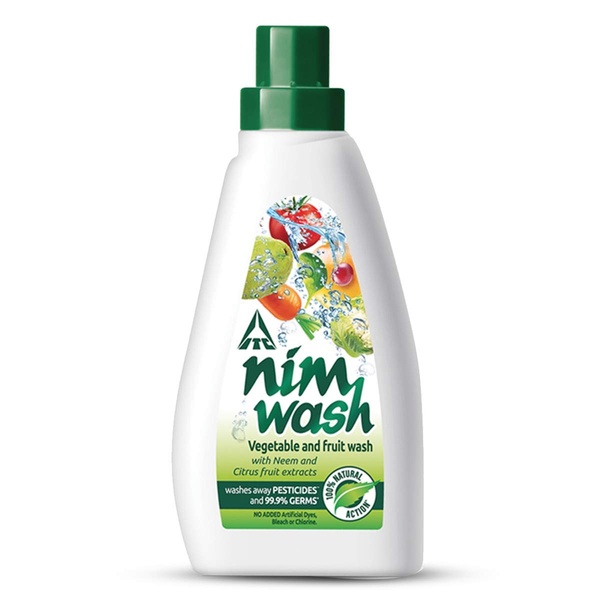 ITC
nim
wash
Vegetable and fruit wash
with Neem and
Citrus fruit extracts
washes away PESTICIDES*
and 99.9% GERMS*
100% NATURAL
ACTION*
NO ADDED Artificial Dyes,
Bleach or Chlorine.